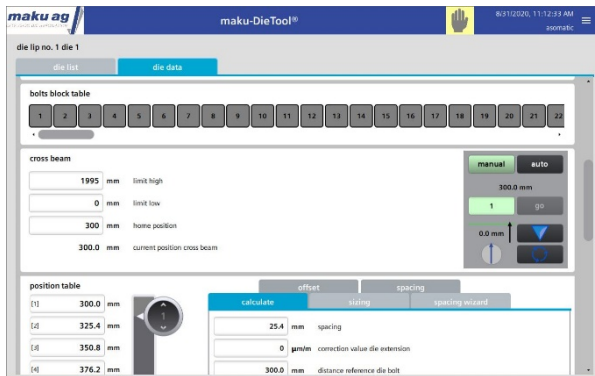 maku ag
maku-DieTool®
8/31/2020, 11:12:33 AM
asomatic
die lip no. 1 die 1
die list
die data
bolts block table
1 2 3 4 5 6 7 8 9 10 11 12 13 14 15 16 17 18 19 20 21 22
cross beam
manual auto
1995 mm limit high
300.0 mm
0 mm limit low
1 go
300 mm home position
0.0 mm
300.0 mm current position cross beam
position table
offset spacing
calculate sizing spacing wizard
[1] 300.0 mm
1
25.4 mm spacing
[2] 325.4 mm
[3] 350.8 mm
0 µm/m correction value die extension
[4] 376.2 mm
300.0 mm distance reference die bolt